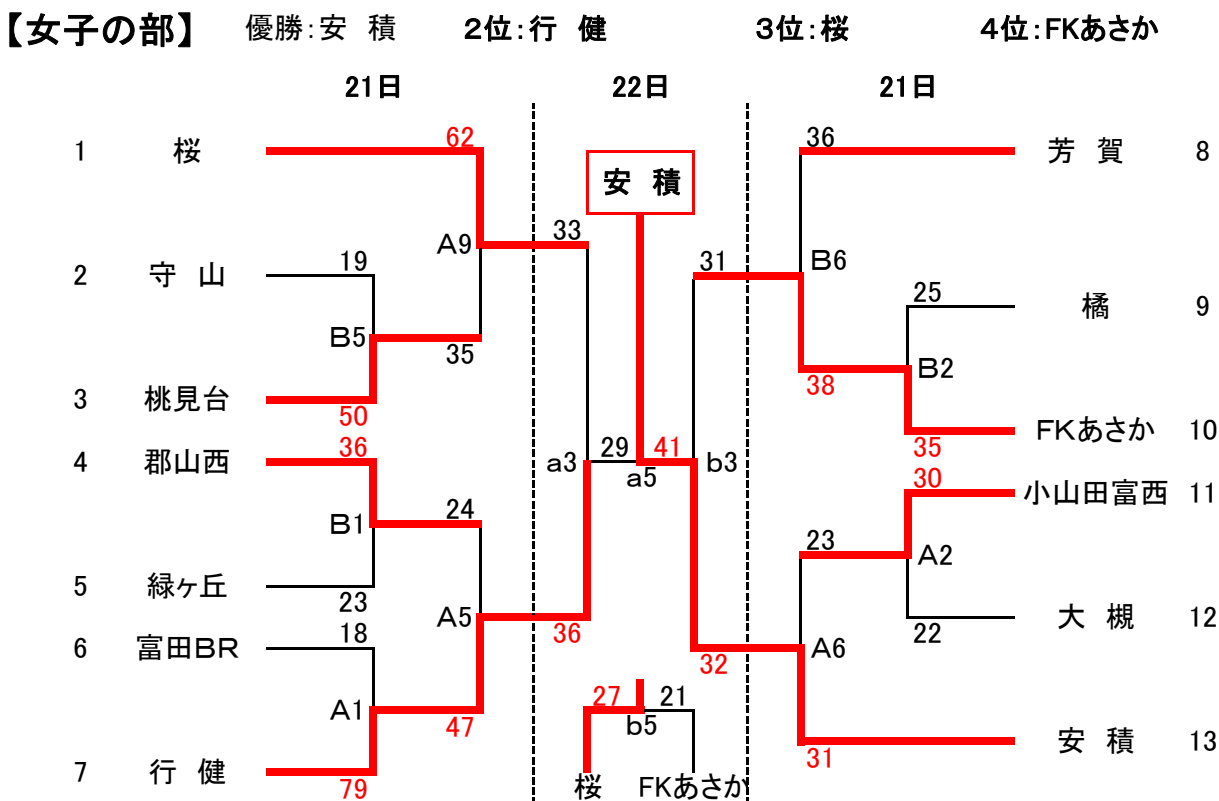 【女子の部】 優勝:安 積 2位:行 健 3位:桜 4位:FKあさか
21日 22日 21日
62 36
1 桜 安 積 芳 賀 8
33
A9
19 31 B6
2 守 山 25
橘 9
B5 35 B2
38
3 桃見台 50
36 FKあさか 10
35
4 郡山西 a3 29 41 b3 30
a5 小山田富西 11
24
B1 23
A2
5 緑ヶ丘 23
18 A5 36 大 槻 12
22
6 富田BR 32 A6
27 21
A1 47 b5
安 積 13
31
7 行 健 79 桜 FKあさか